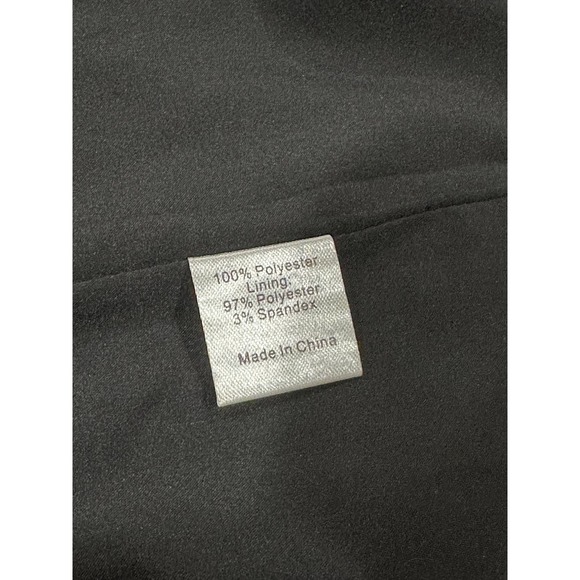 100% Polyester
Lining:
97% Polyester
3% Spandex
Made In China